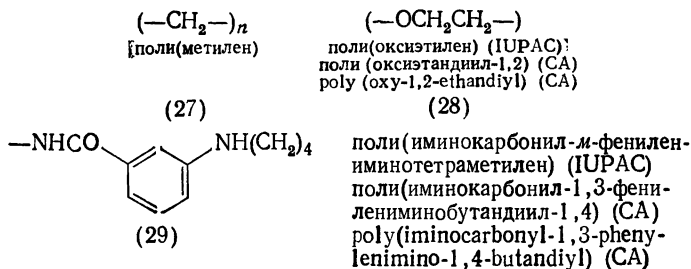 (—CH₂—)ₙ (—OCH₂CH₂—)
[поли(метилен) поли(оксиэтилен) (IUPAC)
поли (оксиэтандиил-1,2) (CA)
poly (oxy-1,2-ethandiyl) (CA)
(27) (28)
—NHCO NH(CH₂)₄
(29)
поли(иминокарбонил-м-фенилен-
иминотетраметилен) (IUPAC)
поли(иминокарбонил-1,3-фени-
лениминобутандиил-1,4) (CA)
poly(iminocarbonyl-1,3-pheny-
lenimino-1,4-butandiyl) (CA)